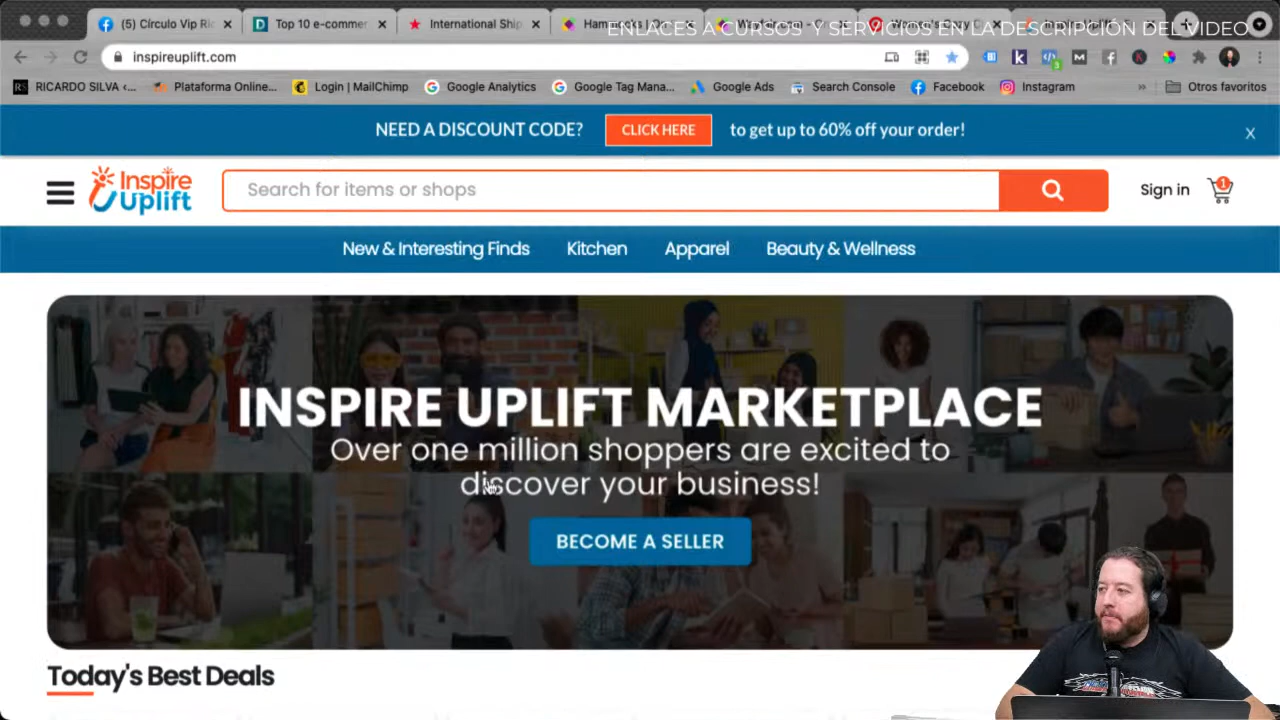 (5) Círculo Vip Ri
Top 10 e-commer
International Ship
ENLACES A CURSOS Y SERVICIOS EN LA DESCRIPCIÓN DEL VIDEO
inspireuplift.com
RICARDO SILVA <...
Plataforma Online...
Login | MailChimp
Google Analytics
Google Tag Mana...
Google Ads
Search Console
Facebook
Instagram
»
Otros favoritos
NEED A DISCOUNT CODE? CLICK HERE to get up to 60% off your order!
X
Inspire
Uplift
Search for items or shops
Sign in
1
New & Interesting Finds
Kitchen
Apparel
Beauty & Wellness
INSPIRE UPLIFT MARKETPLACE
Over one million shoppers are excited to
discover your business!
BECOME A SELLER
Today's Best Deals